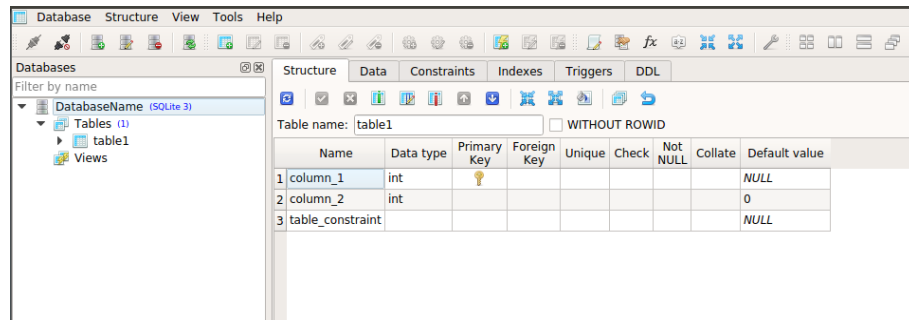 Database Structure View Tools Help
fx
a-z
Databases
Filter by name
DatabaseName (SQLite 3)
Tables (1)
table1
Views
Structure Data Constraints Indexes Triggers DDL
Table name: table1 WITHOUT ROWID
Name Data type Primary Key Foreign Key Unique Check Not NULL Collate Default value
1 column_1 int NULL
2 column_2 int 0
3 table_constraint NULL